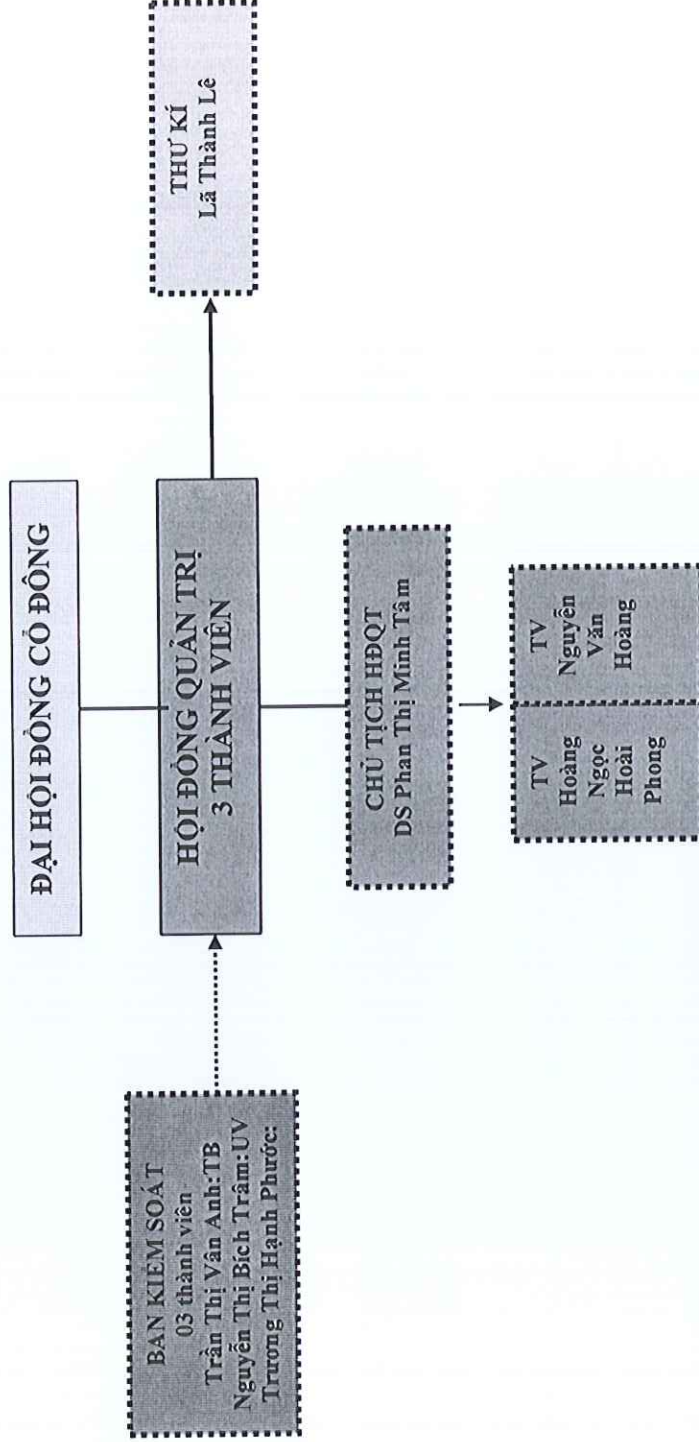 ĐẠI HỘI ĐỒNG CỔ ĐÔNG
HỘI ĐỒNG QUẢN TRỊ
3 THÀNH VIÊN
THƯ KÍ
Lã Thành Lê
BAN KIEM SOÁT
03 thành viên
Trần Thị Vân Anh:TB
Nguyễn Thị Bích Trâm:UV
Trương Thị Hạnh Phước:
CHỦ TỊCH HĐQT
DS Phan Thị Minh Tâm
TV
Hoàng
Ngọc
Hoài
Phong
TV
Nguyễn
Văn
Hoàng